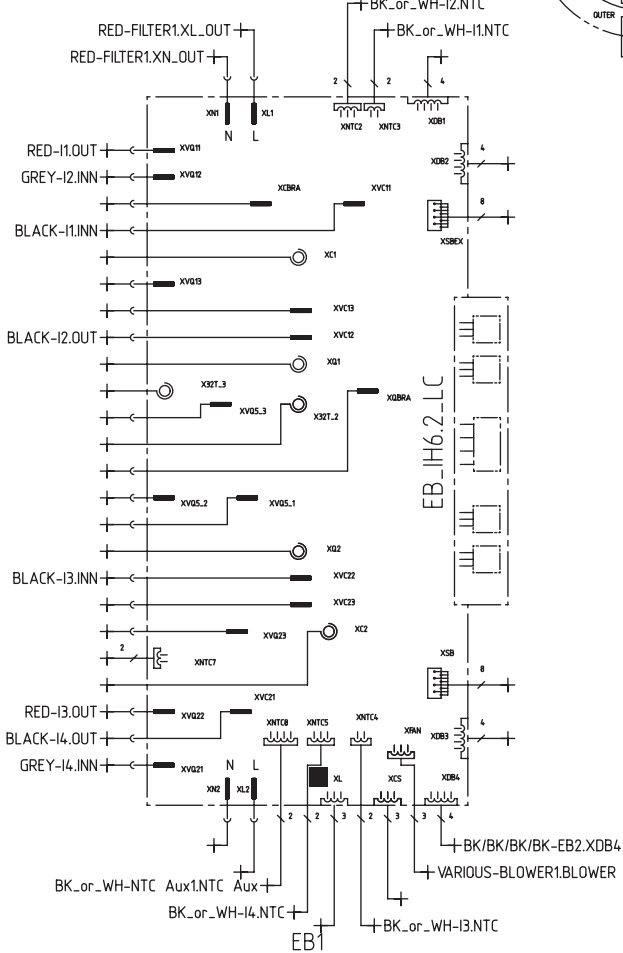 BK_or_WH-I2.NTC
OUTER
RED-FILTER1.XL_OUT
BK_or_WH-I1.NTC
RED-FILTER1.XN_OUT
2
2
4
XN1
XL1
XNTC2
XNTC3
XDB1
N
L
RED-I1.OUT
XVQ11
XDB2
4
GREY-I2.INN
XVQ12
XCBRA
XVC11
8
BLACK-I1.INN
XSBEX
XC1
XVQ13
XVC13
BLACK-I2.OUT
XVC12
XQ1
X32T_3
XQBRA
XVQS_3
X32T_2
EB_IH6.2_LC
XVQS_2
XVQS_1
XQ2
BLACK-I3.INN
XVC22
XVC23
XVQ23
XC2
2
XNTC7
XSB
8
RED-I3.OUT
XVQ22
XVC21
BLACK-I4.OUT
XNTC8
XNTC5
XNTC4
XFAN
XDB3
4
GREY-I4.INN
XVQ21
N
L
XL
XCS
XDB4
XN2
XL2
2
2
3
2
3
3
4
BK/BK/BK/BK-EB2.XDB4
VARIOUS-BLOWER1.BLOWER
BK_or_WH-NTC Aux1.NTC Aux
BK_or_WH-I4.NTC
BK_or_WH-I3.NTC
EB1